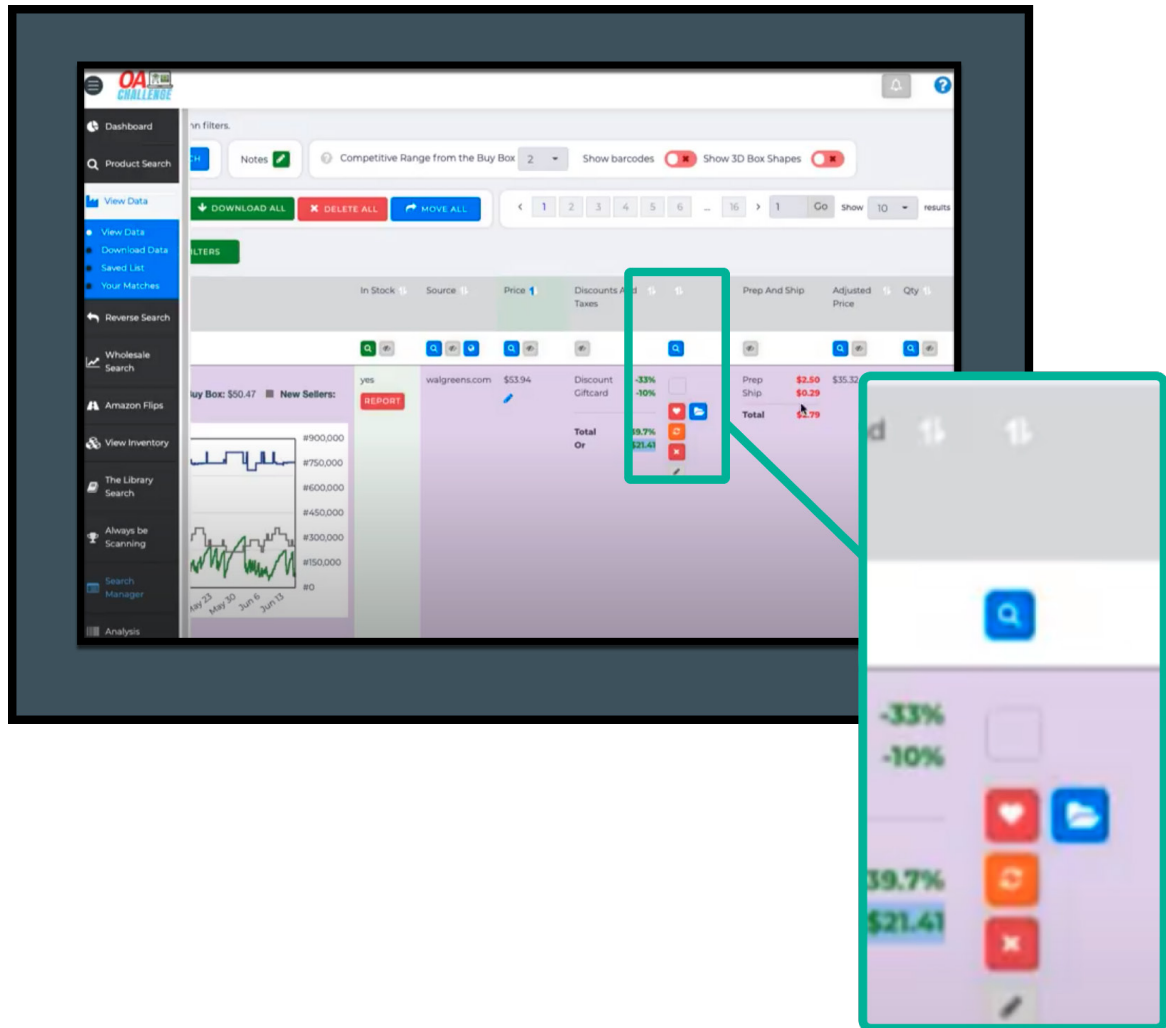 OA
CHALLENGE
Dashboard
Product Search
View Data
View Data
Download Data
Saved List
Your Matches
Reverse Search
Wholesale
Search
Amazon Flips
View Inventory
The Library
Search
Always be
Scanning
Search
Manager
Analysis
filters.
Notes
Competitive Range from the Buy Box 2
Show barcodes
Show 3D Box Shapes
DOWNLOAD ALL
DELETE ALL
MOVE ALL
1 2 3 4 5 6 ... 16 1 Go Show 10 results
LTERS
In Stock
Source
Price
Discounts And
Taxes
Prep And Ship
Adjusted
Price
Qty
uy Box: $50.47 New Sellers:
#900,000
#750,000
#600,000
#450,000
#300,000
#150,000
#0
May 23
May 30
Jun 6
Jun 13
yes
REPORT
walgreens.com
$53.94
Discount -33%
Giftcard -10%
Total 39.7%
Or $21.41
Prep $2.50
Ship $0.29
Total $2.79
$35.32
d
-33%
-10%
39.7%
$21.41